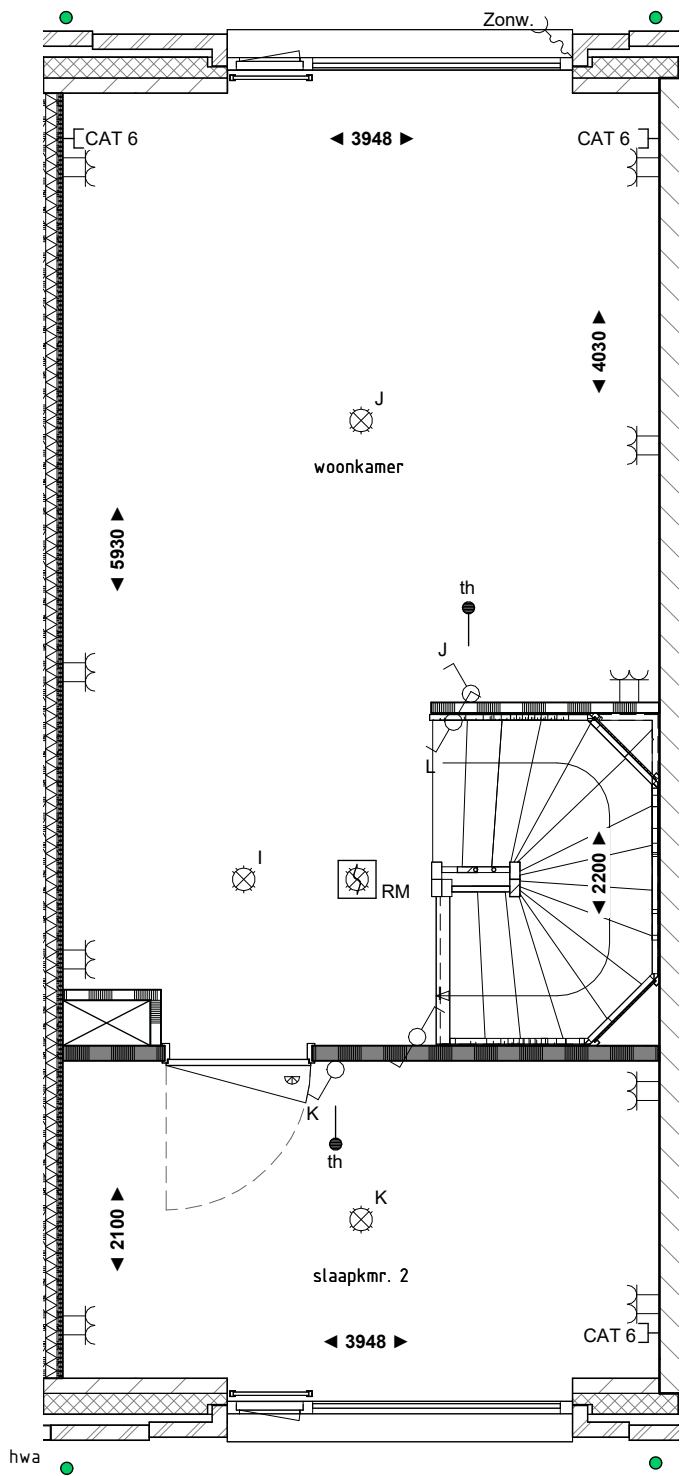 Zonw.
CAT 6
3948
CAT 6
4030
J
woonkamer
5930
th
J
L
I
RM
2200
K
th
K
2100
slaapkmr. 2
CAT 6
3948
hwa